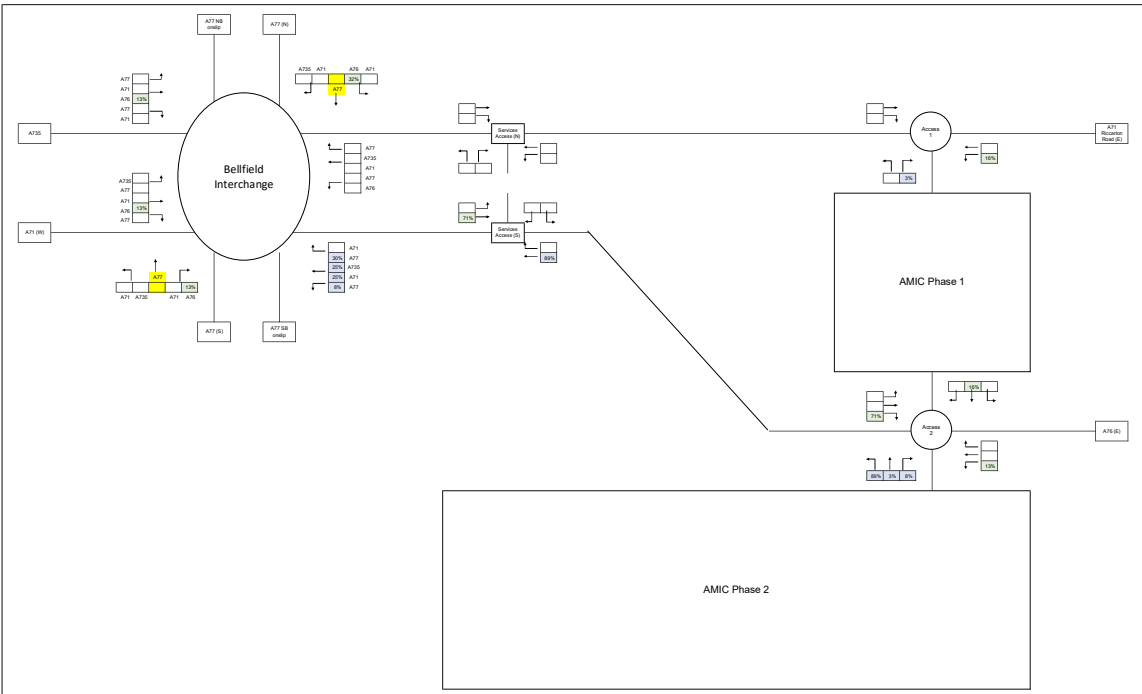 A77 NB
onslip
A77 (N)
A735 A71 A76 A71
32%
A77
A77
A71
A76 13%
A77
A71
A735
Services
Access (N)
Access
1
A71
Riccarton
Road (E)
16%
3%
Bellfield
Interchange
A77
A735
A71
A77
A76
A735
A77
A71
A76 13%
A77
A71 (W)
71%
Services
Access (S)
89%
A71
30% A77
25% A735
25% A71
8% A77
A77
13%
A71 A735 A71 A76
A77 (S)
A77 SB
onslip
AMIC Phase 1
16%
71%
Access
2
A76 (E)
13%
89% 3% 8%
AMIC Phase 2